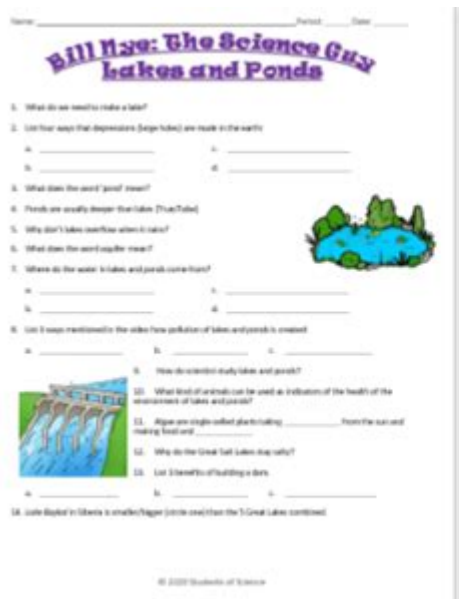 Name: Period: Date:
Bill Nye: The Science Guy
Lakes and Ponds
1. What do we need to make a lake?
2. List four ways that depressions (large holes) are made in the earth:
a. c.
b. d.
3. What does the word 'pond' mean?
4. Ponds are usually deeper than lakes (True/False)
5. Why don't lakes overflow when it rains?
6. What does the word aquifer mean?
7. Where do the water in lakes and ponds come from?
a. c.
b. d.
8. List 3 ways mentioned in the video how pollution of lakes and ponds is created:
a. b. c.
9. How do scientist study lakes and ponds?
10. What kind of animals can be used as indicators of the health of the
environment of lakes and ponds?
11. Algae are single celled plants taking from the sun and
making food and
12. Why do the Great Salt Lakes stay salty?
13. List 3 benefits of building a dam.
a. b. c.
14. Lake Baykal in Siberia is smaller/bigger (circle one) than the 5 Great Lakes combined.
© 2020 Students of Science